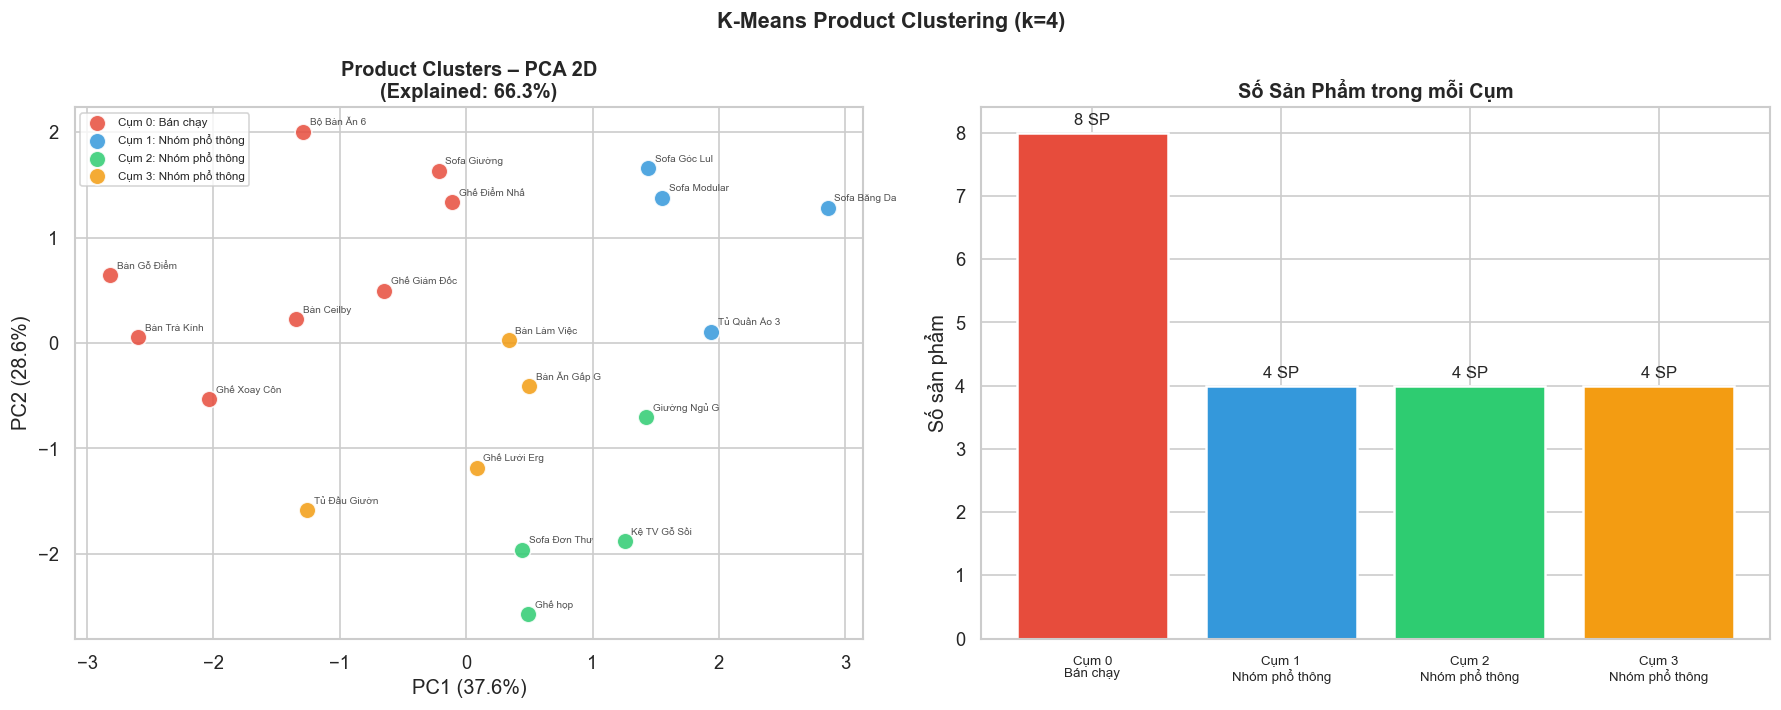 K-Means Product Clustering (k=4)
Product Clusters – PCA 2D
(Explained: 66.3%)
Cụm 0: Bán chạy
Cụm 1: Nhóm phổ thông
Cụm 2: Nhóm phổ thông
Cụm 3: Nhóm phổ thông
Bộ Bàn Ăn 6
Sofa Giường
Ghế Điểm Nhấ
Sofa Góc Lul
Sofa Modular
Sofa Băng Da
Bàn Gỗ Điểm
Ghế Giám Đốc
Bàn Ceilby
Bàn Trà Kính
Bàn Làm Việc
Tủ Quần Áo 3
Bàn Ăn Gấp G
Ghế Xoay Côn
Giường Ngủ G
Ghế Lưới Erg
Tủ Đầu Giườn
Sofa Đơn Thư
Kệ TV Gỗ Sồi
Ghế họp
2
1
0
−1
−2
−3
−2
−1
0
1
2
3
PC1 (37.6%)
PC2 (28.6%)
Số Sản Phẩm trong mỗi Cụm
8 SP
4 SP
4 SP
4 SP
8
7
6
5
4
3
2
1
0
Số sản phẩm
Cụm 0
Bán chạy
Cụm 1
Nhóm phổ thông
Cụm 2
Nhóm phổ thông
Cụm 3
Nhóm phổ thông